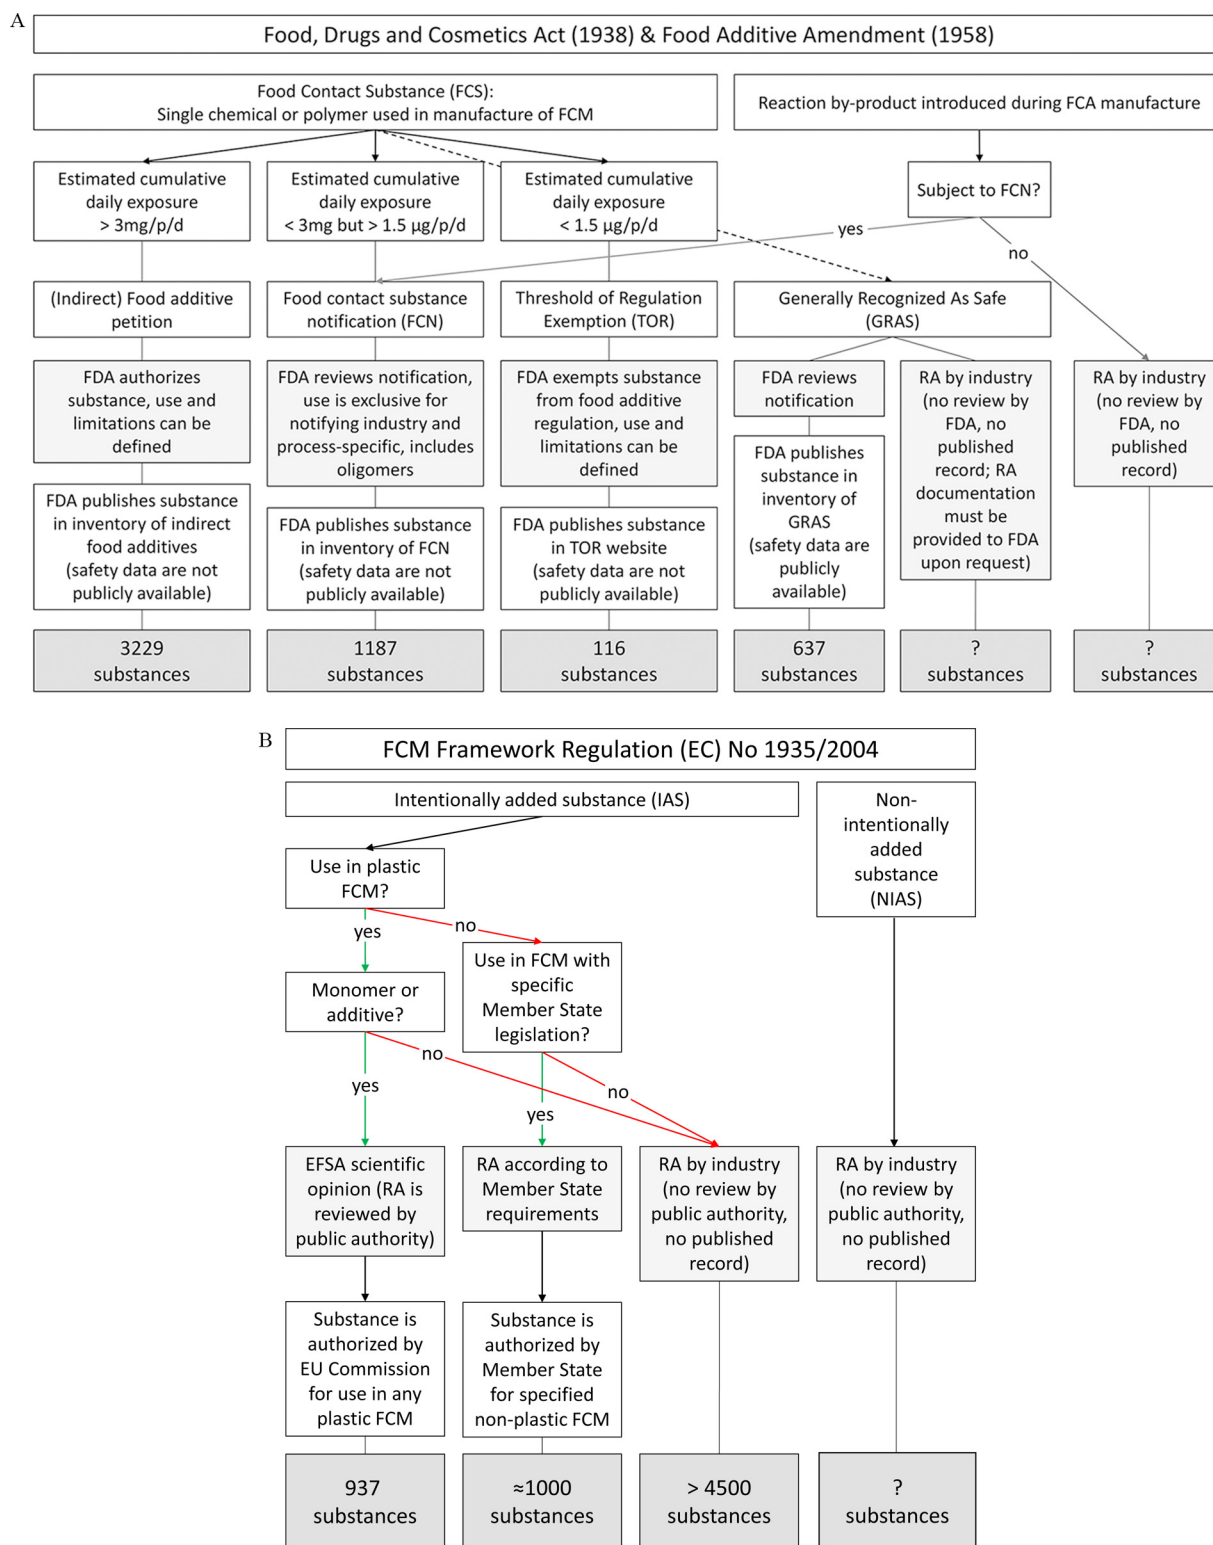 A
Food, Drugs and Cosmetics Act (1938) & Food Additive Amendment (1958)
Food Contact Substance (FCS):
Single chemical or polymer used in manufacture of FCM
Reaction by-product introduced during FCA manufacture
Estimated cumulative
daily exposure
> 3mg/p/d
Estimated cumulative
daily exposure
< 3mg but > 1.5 µg/p/d
Estimated cumulative
daily exposure
< 1.5 µg/p/d
Subject to FCN?
yes
no
(Indirect) Food additive
petition
Food contact substance
notification (FCN)
Threshold of Regulation
Exemption (TOR)
Generally Recognized As Safe
(GRAS)
FDA authorizes
substance, use and
limitations can be
defined
FDA reviews notification,
use is exclusive for
notifying industry and
process-specific, includes
oligomers
FDA exempts substance
from food additive
regulation, use and
limitations can be
defined
FDA reviews
notification
RA by industry
(no review by
FDA, no
published
record; RA
documentation
must be
provided to FDA
upon request)
RA by industry
(no review by
FDA, no
published
record)
FDA publishes substance
in inventory of indirect
food additives
(safety data are not
publicly available)
FDA publishes substance
in inventory of FCN
(safety data are not
publicly available)
FDA publishes substance
in TOR website
(safety data are not
publicly available)
FDA publishes
substance in
inventory of
GRAS
(safety data are
publicly
available)
3229
substances
1187
substances
116
substances
637
substances
?
substances
?
substances
B
FCM Framework Regulation (EC) No 1935/2004
Intentionally added substance (IAS)
Non-
intentionally
added
substance
(NIAS)
Use in plastic
FCM?
yes
no
Monomer or
additive?
Use in FCM with
specific
Member State
legislation?
no
yes
no
yes
EFSA scientific
opinion (RA is
reviewed by
public authority)
RA according to
Member State
requirements
RA by industry
(no review by
public authority,
no published
record)
RA by industry
(no review by
public authority,
no published
record)
Substance is
authorized by
EU Commission
for use in any
plastic FCM
Substance is
authorized by
Member State
for specified
non-plastic FCM
937
substances
≈1000
substances
> 4500
substances
?
substances